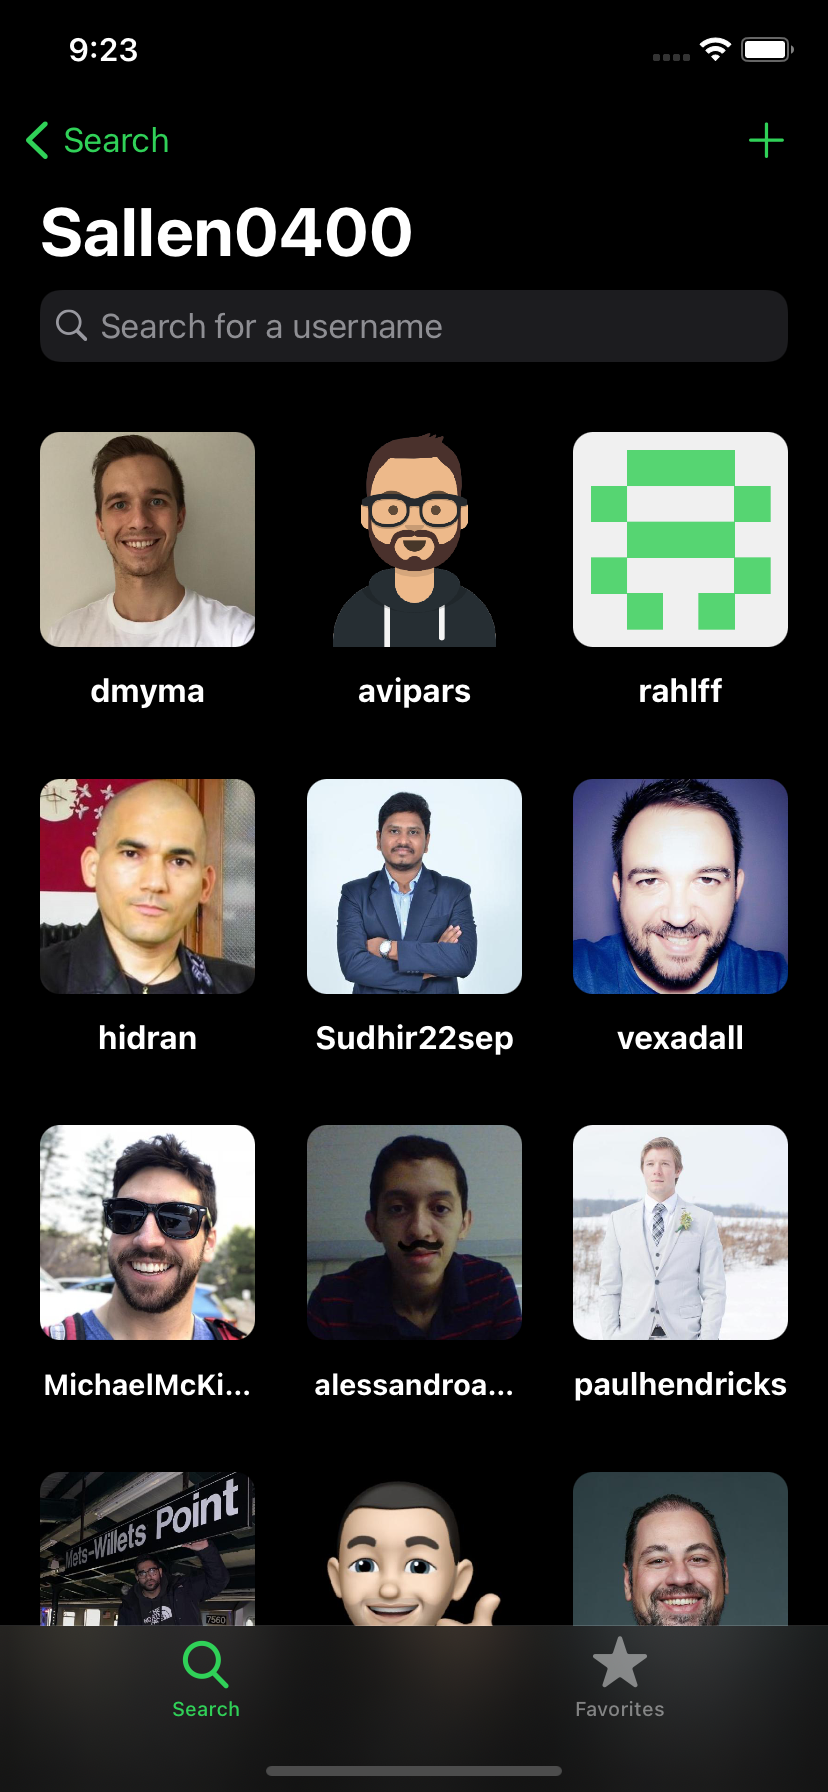 9:23
Search
Sallen0400
Search for a username
dmyma
avipars
rahlff
hidran
Sudhir22sep
vexadall
MichaelMcKi...
alessandroa...
paulhendricks
Mets-Willets Point
7560
Search
Favorites